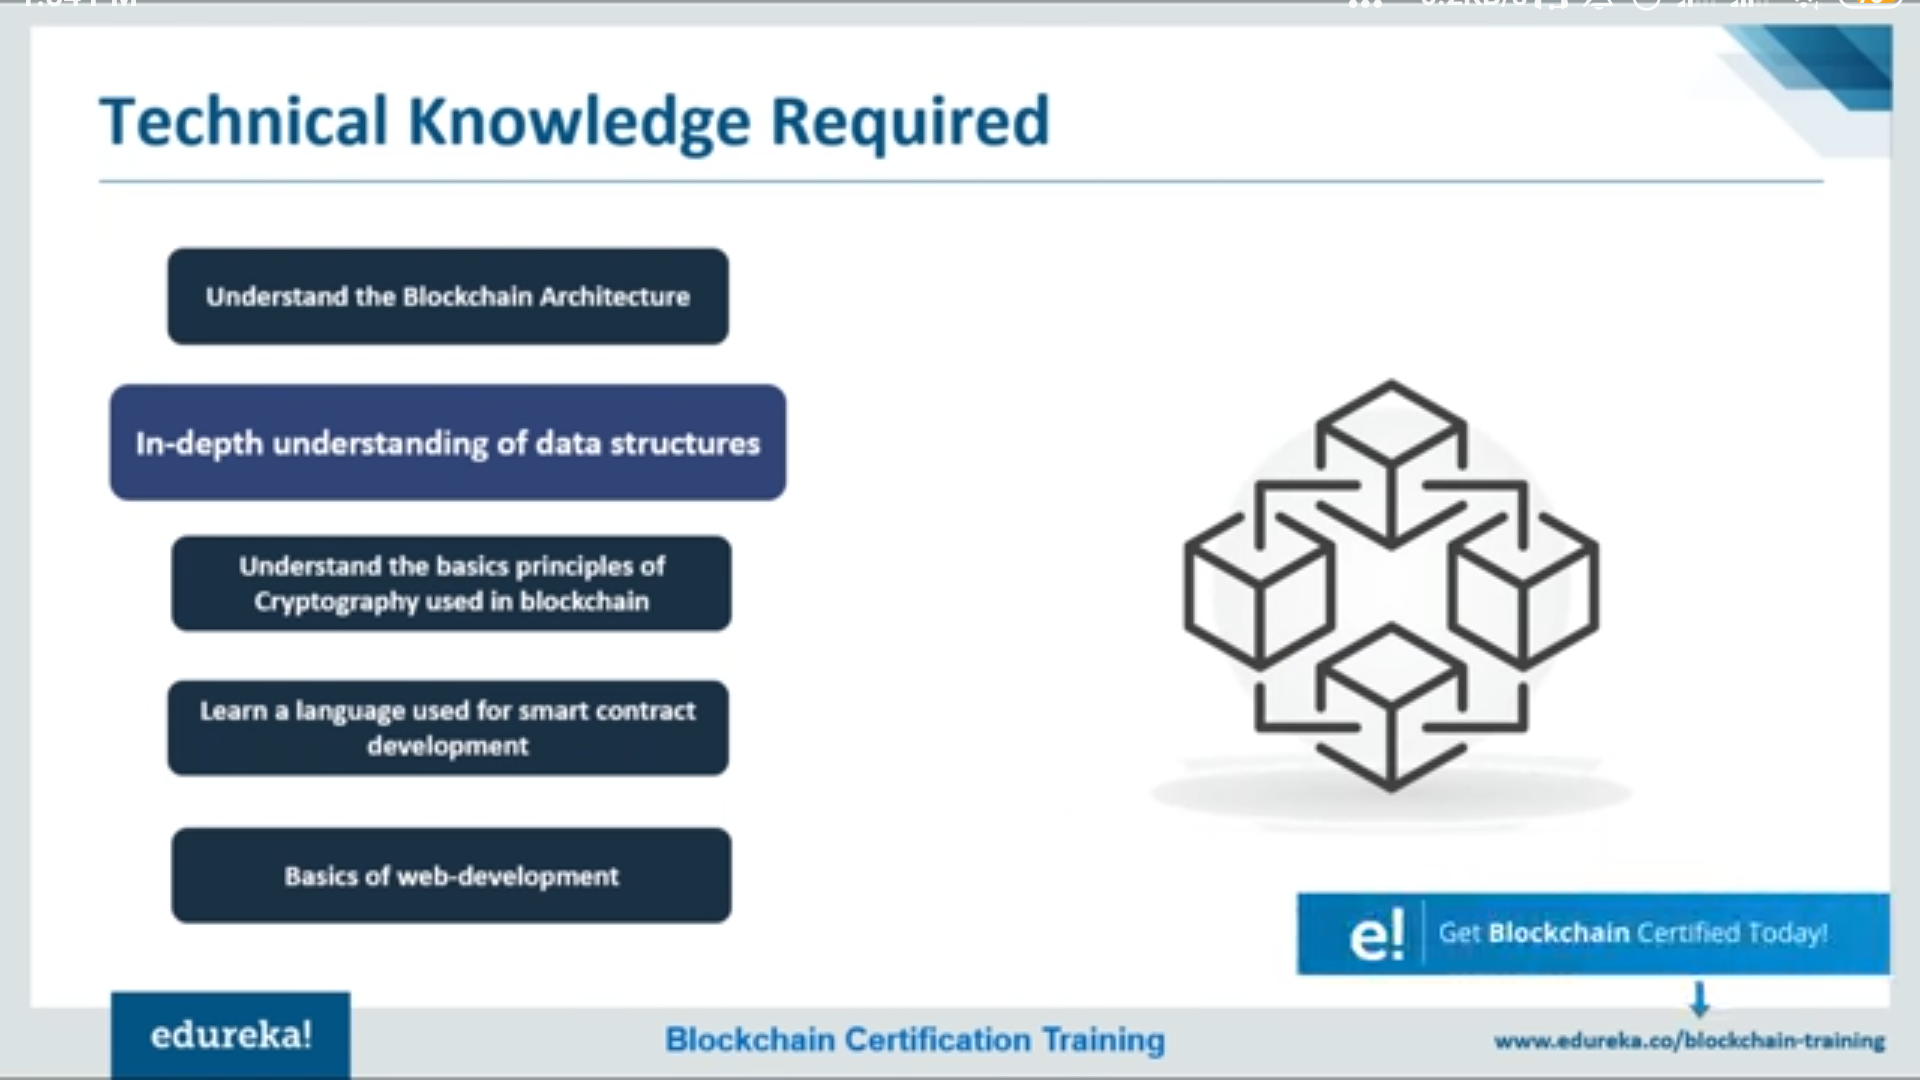 Technical Knowledge Required
Understand the Blockchain Architecture
In-depth understanding of data structures
Understand the basics principles of
Cryptography used in blockchain
Learn a language used for smart contract
development
Basics of web-development
e! Get Blockchain Certified Today!
edureka!
Blockchain Certification Training
www.edureka.co/blockchain-training